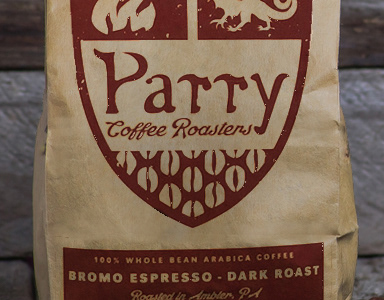 Parry
Coffee Roasters
100% WHOLE BEAN ARABICA COFFEE
BROMO ESPRESSO - DARK ROAST
Roasted in Ambler, PA